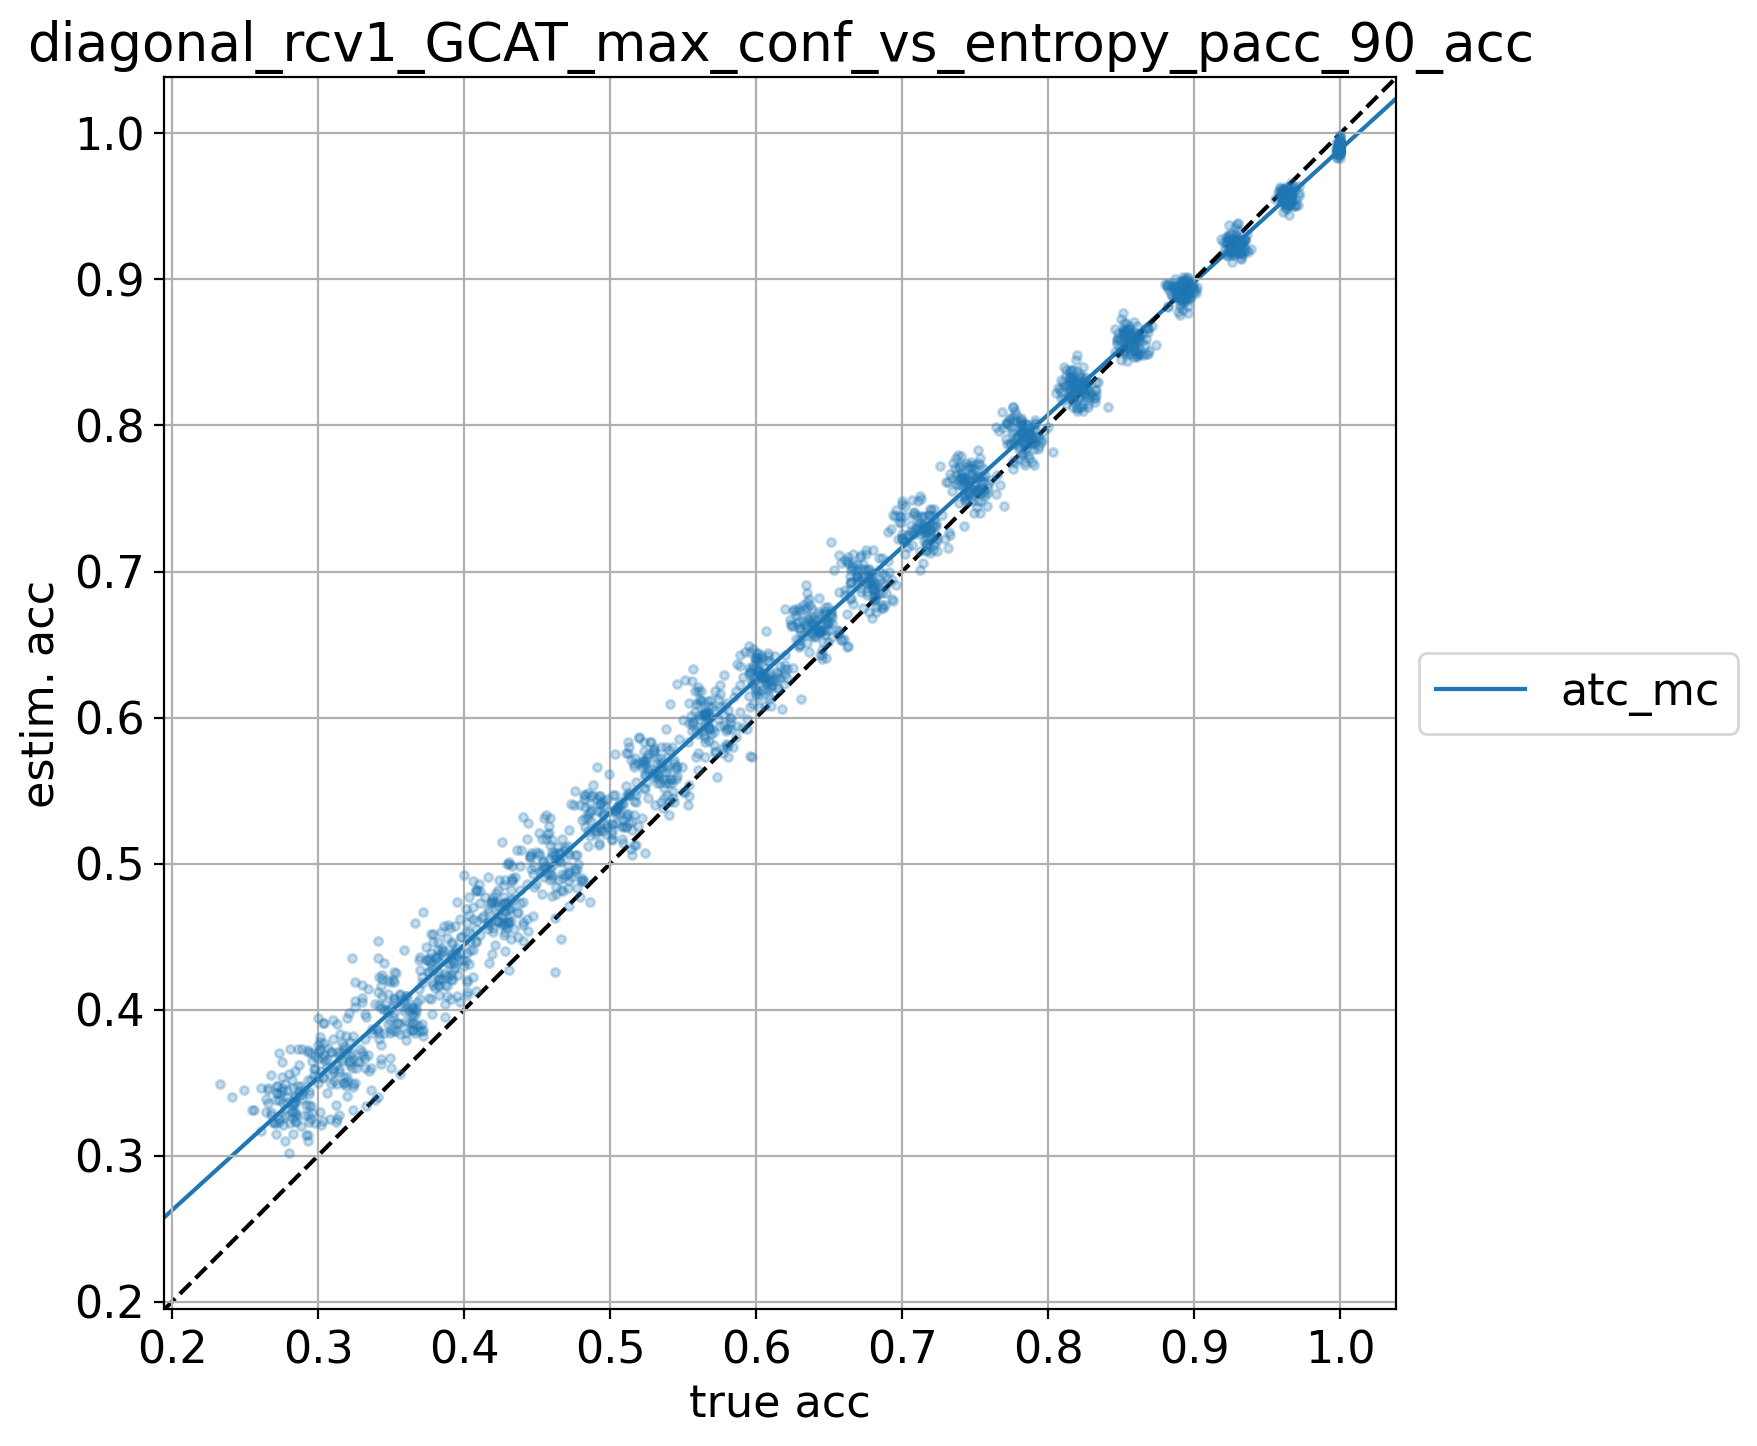 diagonal_rcv1_GCAT_max_conf_vs_entropy_pacc_90_acc
1.0
0.9
0.8
0.7
0.6
0.5
0.4
0.3
0.2
estim. acc
atc_mc
0.2 0.3 0.4 0.5 0.6 0.7 0.8 0.9 1.0
true acc